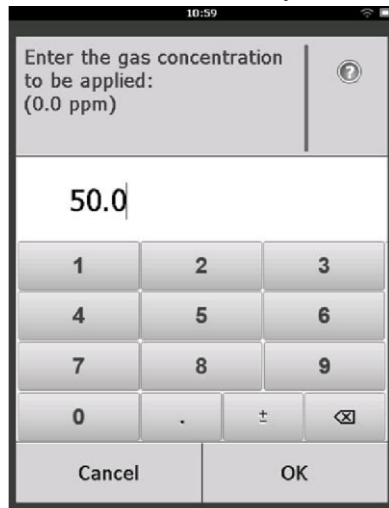 10:59
Enter the gas concentration
to be applied:
(0.0 ppm)
?
50.0
1 2 3
4 5 6
7 8 9
0 . ±
Cancel OK